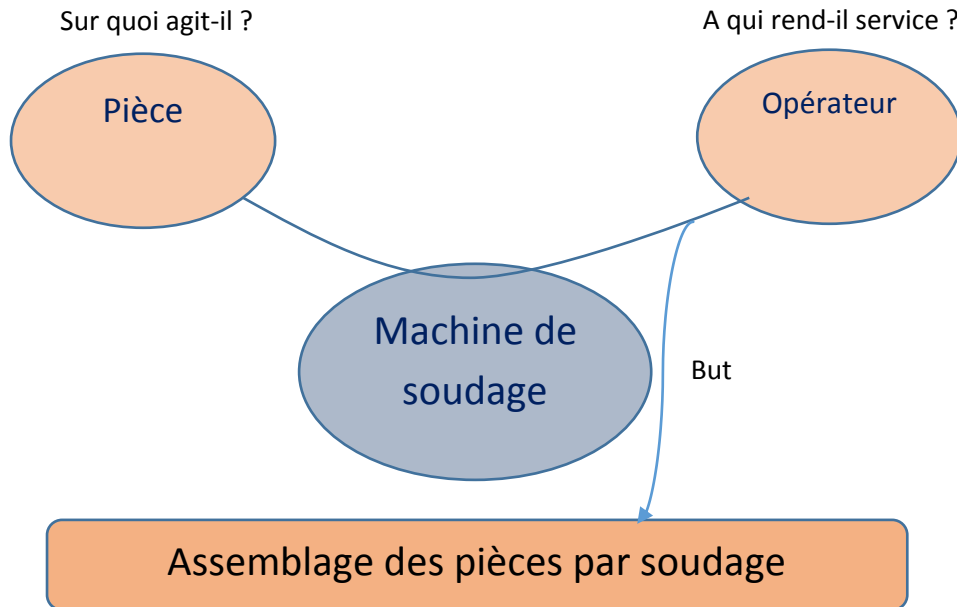 Sur quoi agit-il ?
A qui rend-il service ?
Pièce
Opérateur
Machine de
soudage
But
Assemblage des pièces par soudage